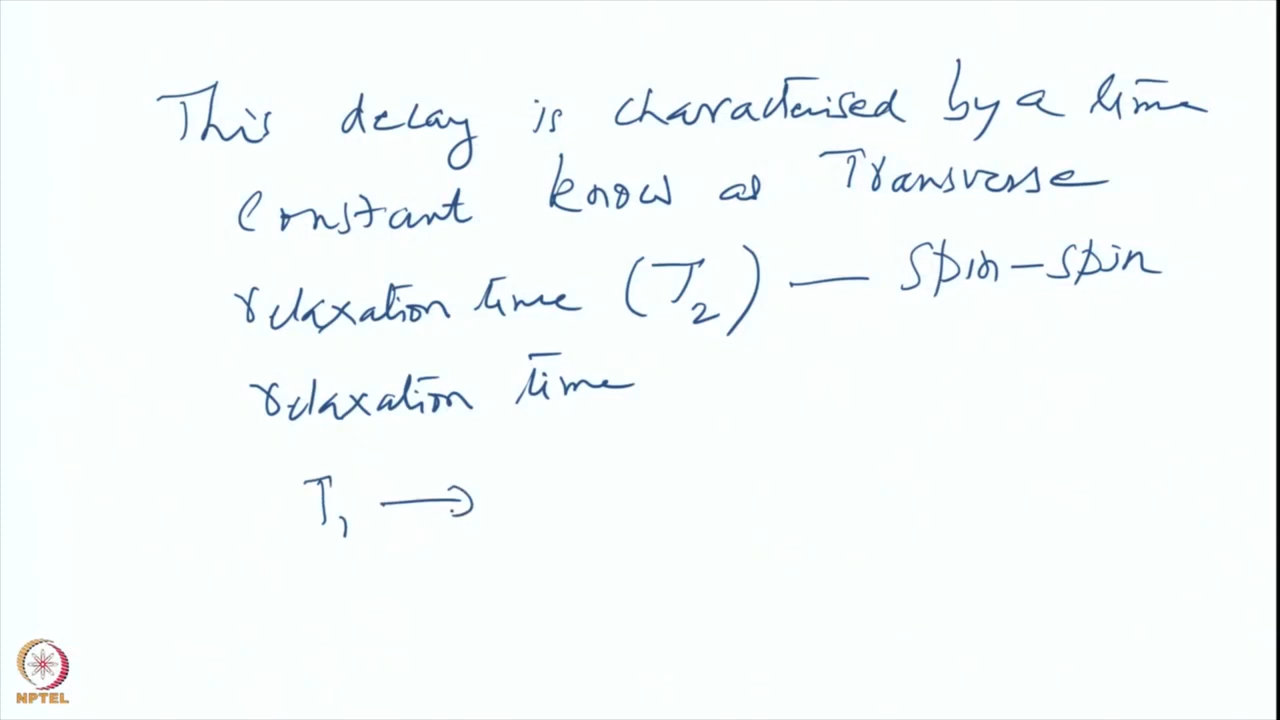 This delay is characterised by a time
Constant know as Transverse
relaxation time (T₂) — Spin-spin
relaxation time
T₁ →
NPTEL